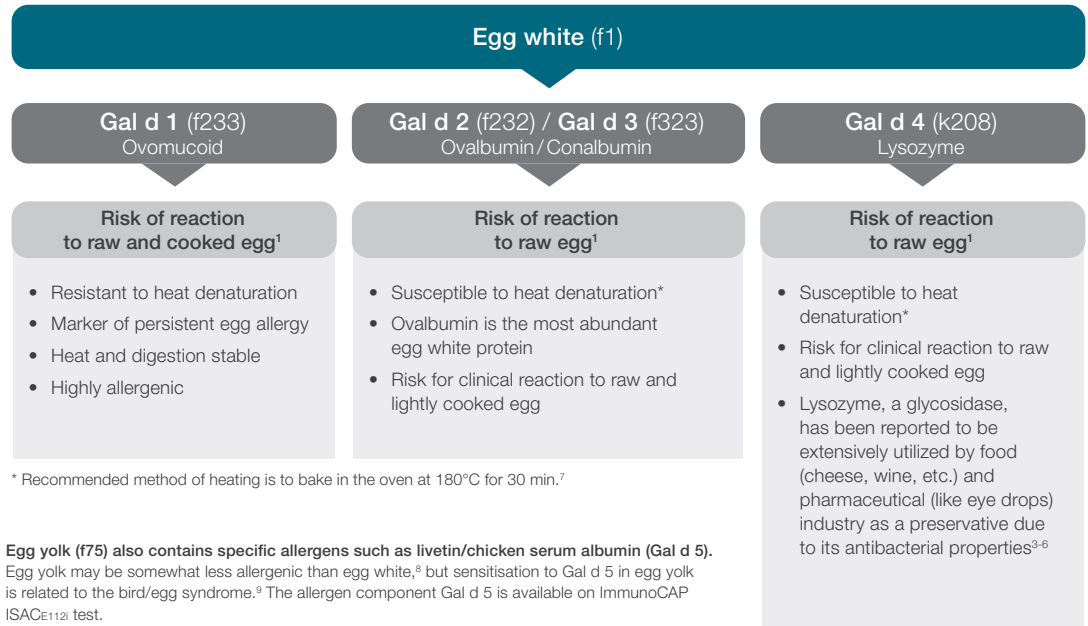 Egg white (f1)
Gal d 1 (f233)
Ovomucoid
Gal d 2 (f232) / Gal d 3 (f323)
Ovalbumin / Conalbumin
Gal d 4 (k208)
Lysozyme
Risk of reaction
to raw and cooked egg¹
• Resistant to heat denaturation
• Marker of persistent egg allergy
• Heat and digestion stable
• Highly allergenic
Risk of reaction
to raw egg¹
• Susceptible to heat denaturation*
• Ovalbumin is the most abundant
egg white protein
• Risk for clinical reaction to raw and
lightly cooked egg
Risk of reaction
to raw egg¹
• Susceptible to heat
denaturation*
• Risk for clinical reaction to raw
and lightly cooked egg
• Lysozyme, a glycosidase,
has been reported to be
extensively utilized by food
(cheese, wine, etc.) and
pharmaceutical (like eye drops)
industry as a preservative due
to its antibacterial properties³⁻⁶
* Recommended method of heating is to bake in the oven at 180°C for 30 min.⁷
Egg yolk (f75) also contains specific allergens such as livetin/chicken serum albumin (Gal d 5).
Egg yolk may be somewhat less allergenic than egg white,⁸ but sensitisation to Gal d 5 in egg yolk
is related to the bird/egg syndrome.⁹ The allergen component Gal d 5 is available on ImmunoCAP
ISACE112i test.